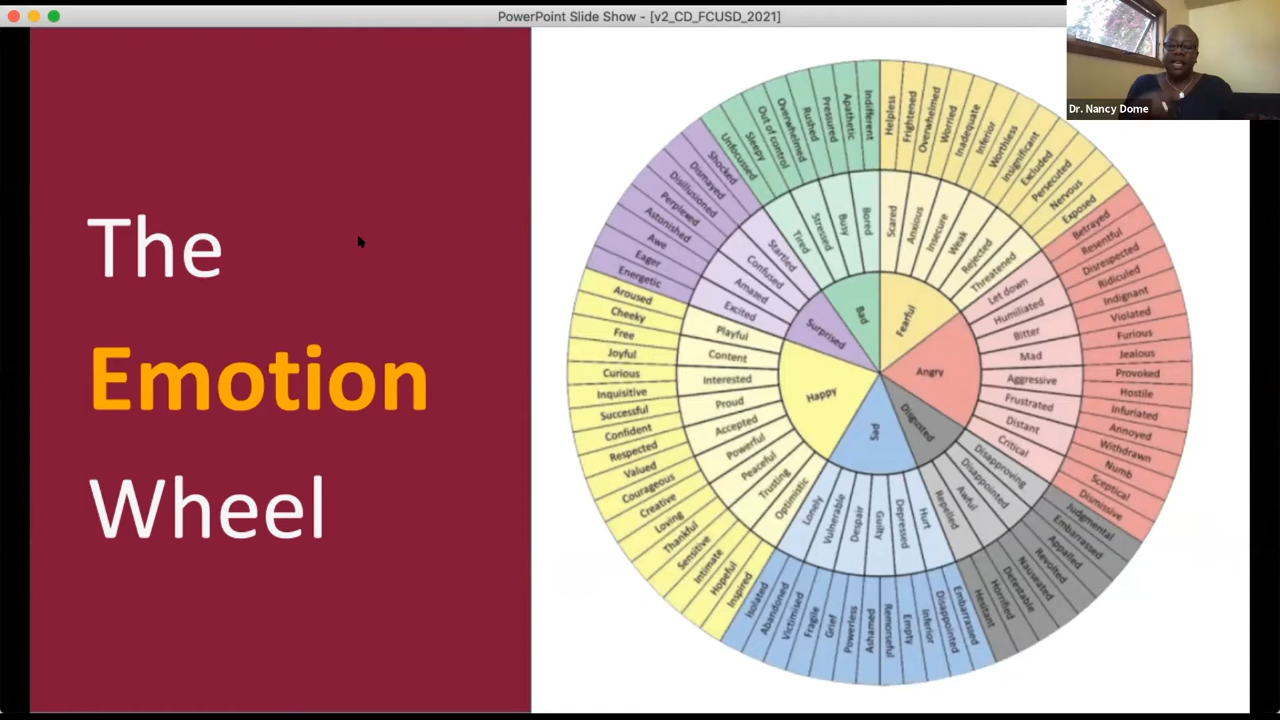 PowerPoint Slide Show - [v2_CD_FCUSD_2021]
Dr. Nancy Dome
The
Emotion
Wheel
Fearful
Angry
Disgusted
Sad
Happy
Surprised
Bad
Scared
Anxious
Insecure
Weak
Rejected
Threatened
Let down
Humiliated
Bitter
Mad
Aggressive
Frustrated
Distant
Critical
Disapproving
Disappointed
Awful
Repelled
Hurt
Depressed
Guilty
Despair
Vulnerable
Lonely
Optimistic
Trusting
Peaceful
Powerful
Accepted
Proud
Interested
Content
Playful
Excited
Amazed
Confused
Startled
Tired
Stressed
Busy
Bored
Helpless
Frightened
Overwhelmed
Worried
Inadequate
Inferior
Worthless
Insignificant
Excluded
Persecuted
Nervous
Exposed
Betrayed
Resentful
Disrespected
Ridiculed
Indignant
Violated
Furious
Jealous
Provoked
Hostile
Infuriated
Annoyed
Withdrawn
Numb
Sceptical
Dismissive
Judgmental
Embarrassed
Appalled
Revolted
Nauseated
Detestable
Horrified
Hesitant
Embarrassed
Disappointed
Inferior
Empty
Remorseful
Ashamed
Powerless
Grief
Fragile
Victimised
Abandoned
Isolated
Inspired
Hopeful
Intimate
Sensitive
Thankful
Loving
Creative
Courageous
Valued
Respected
Confident
Successful
Inquisitive
Curious
Joyful
Free
Cheeky
Aroused
Energetic
Eager
Awe
Astonished
Perplexed
Disillusioned
Dismayed
Shocked
Unfocussed
Sleepy
Out of control
Overwhelmed
Rushed
Pressured
Apathetic
Indifferent